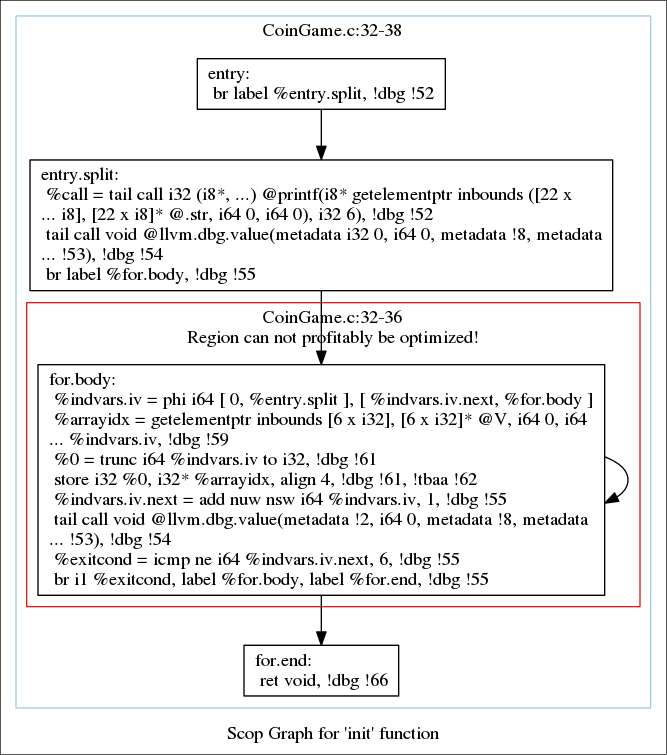 CoinGame.c:32-38
entry:
br label %entry.split, !dbg !52
entry.split:
%call = tail call i32 (i8*, ...) @printf(i8* getelementptr inbounds ([22 x
... i8], [22 x i8]* @.str, i64 0, i64 0), i32 6), !dbg !52
tail call void @llvm.dbg.value(metadata i32 0, i64 0, metadata !8, metadata
... !53), !dbg !54
br label %for.body, !dbg !55
CoinGame.c:32-36
Region can not profitably be optimized!
for.body:
%indvars.iv = phi i64 [ 0, %entry.split ], [ %indvars.iv.next, %for.body ]
%arrayidx = getelementptr inbounds [6 x i32], [6 x i32]* @V, i64 0, i64
... %indvars.iv, !dbg !59
%0 = trunc i64 %indvars.iv to i32, !dbg !61
store i32 %0, i32* %arrayidx, align 4, !dbg !61, !tbaa !62
%indvars.iv.next = add nuw nsw i64 %indvars.iv, 1, !dbg !55
tail call void @llvm.dbg.value(metadata !2, i64 0, metadata !8, metadata
... !53), !dbg !54
%exitcond = icmp ne i64 %indvars.iv.next, 6, !dbg !55
br i1 %exitcond, label %for.body, label %for.end, !dbg !55
for.end:
ret void, !dbg !66
Scop Graph for 'init' function